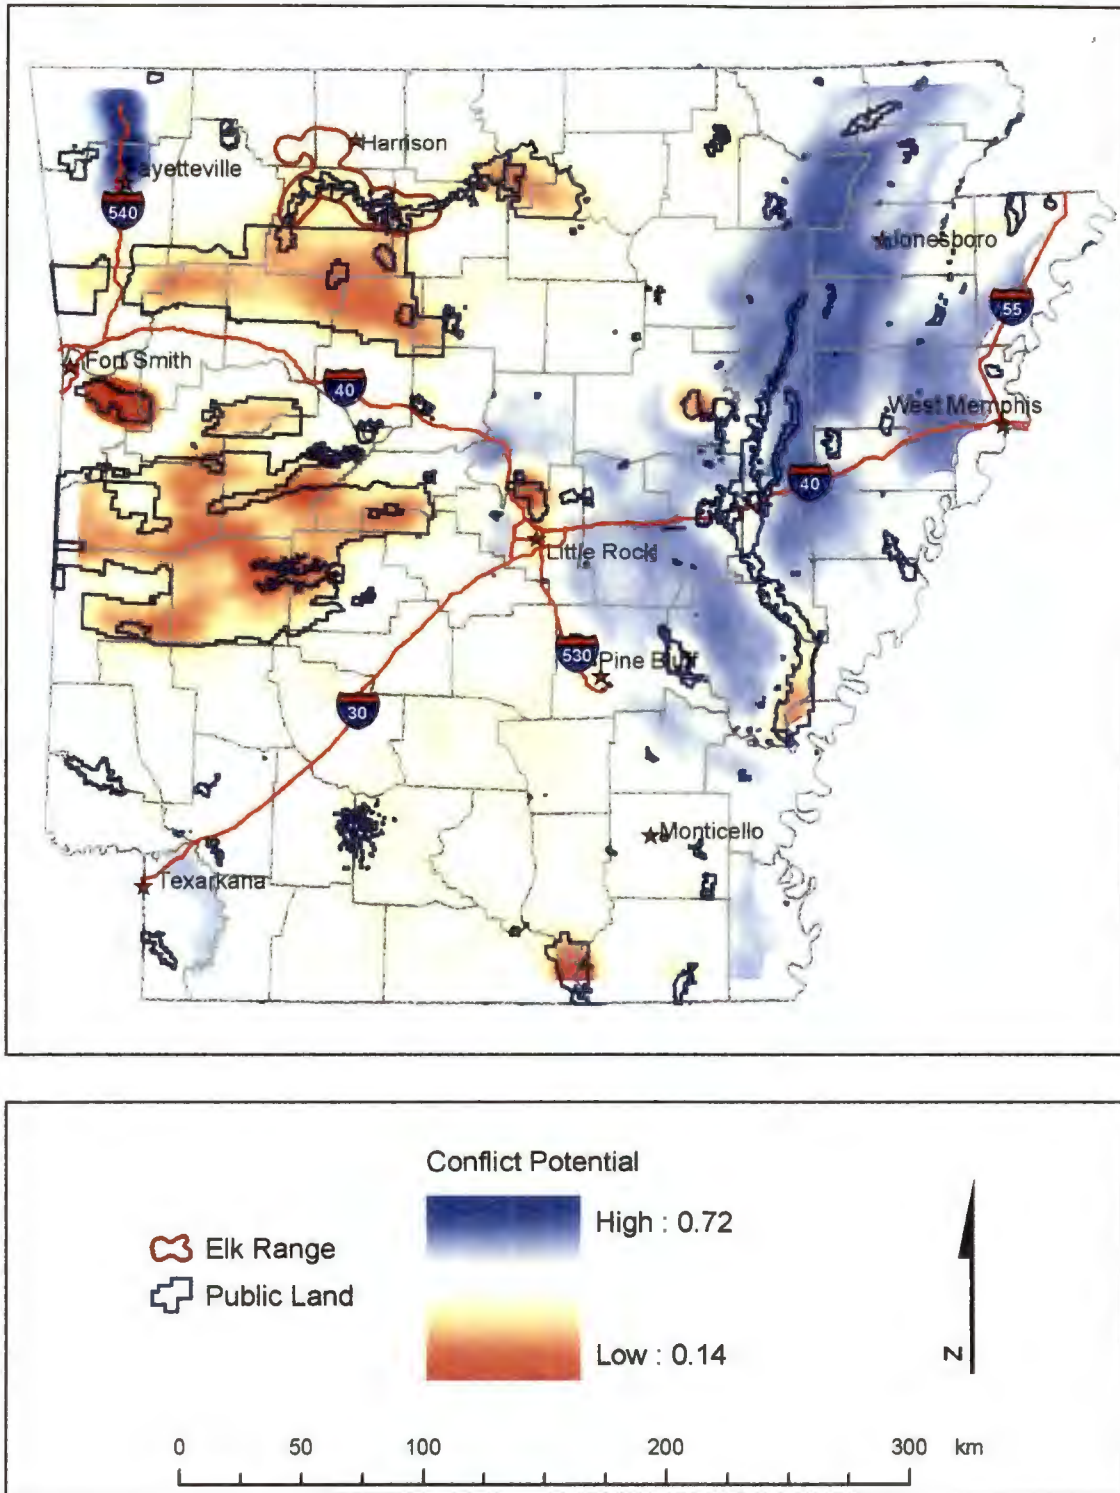 Harrison
ayetteville
540
Jonesboro
55
Fort Smith
40
West Memphis
40
Little Rock
530
Pine Bluff
30
Monticello
Texarkana
Conflict Potential
High : 0.72
Elk Range
Public Land
Low : 0.14
N
0 50 100 200 300 km